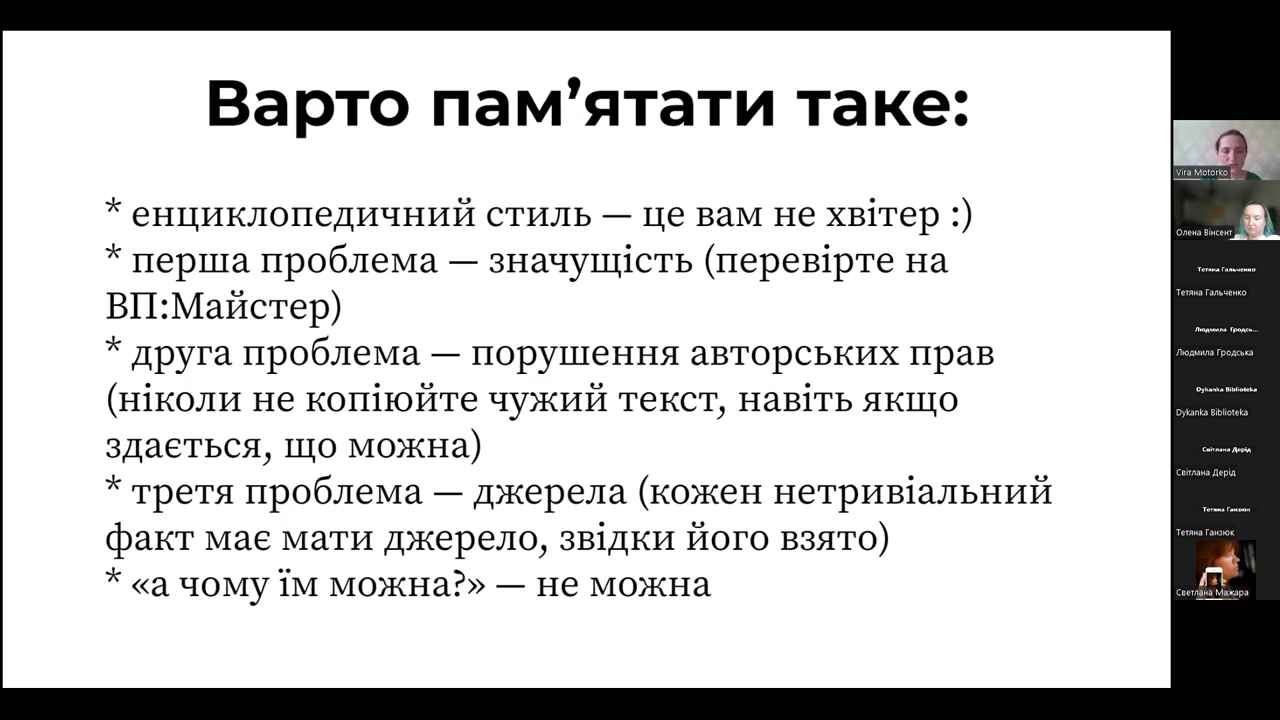 Варто пам’ятати таке:
* енциклопедичний стиль — це вам не хвітер :)
* перша проблема — значущість (перевірте на
ВП:Майстер)
* друга проблема — порушення авторських прав
(ніколи не копіюйте чужий текст, навіть якщо
здається, що можна)
* третя проблема — джерела (кожен нетривіальний
факт має мати джерело, звідки його взято)
* «а чому їм можна?» — не можна
Vira Motorko
Олена Вінсент
Тетяна Гальченко
Тетяна Гальченко
Людмила Гродсь...
Людмила Гродська
Dykanka Biblioteka
Dykanka Biblioteka
Світлана Дерід
Світлана Дерід
Тетяна Ганзюк
Тетяна Ганзюк
Светлана Мажара